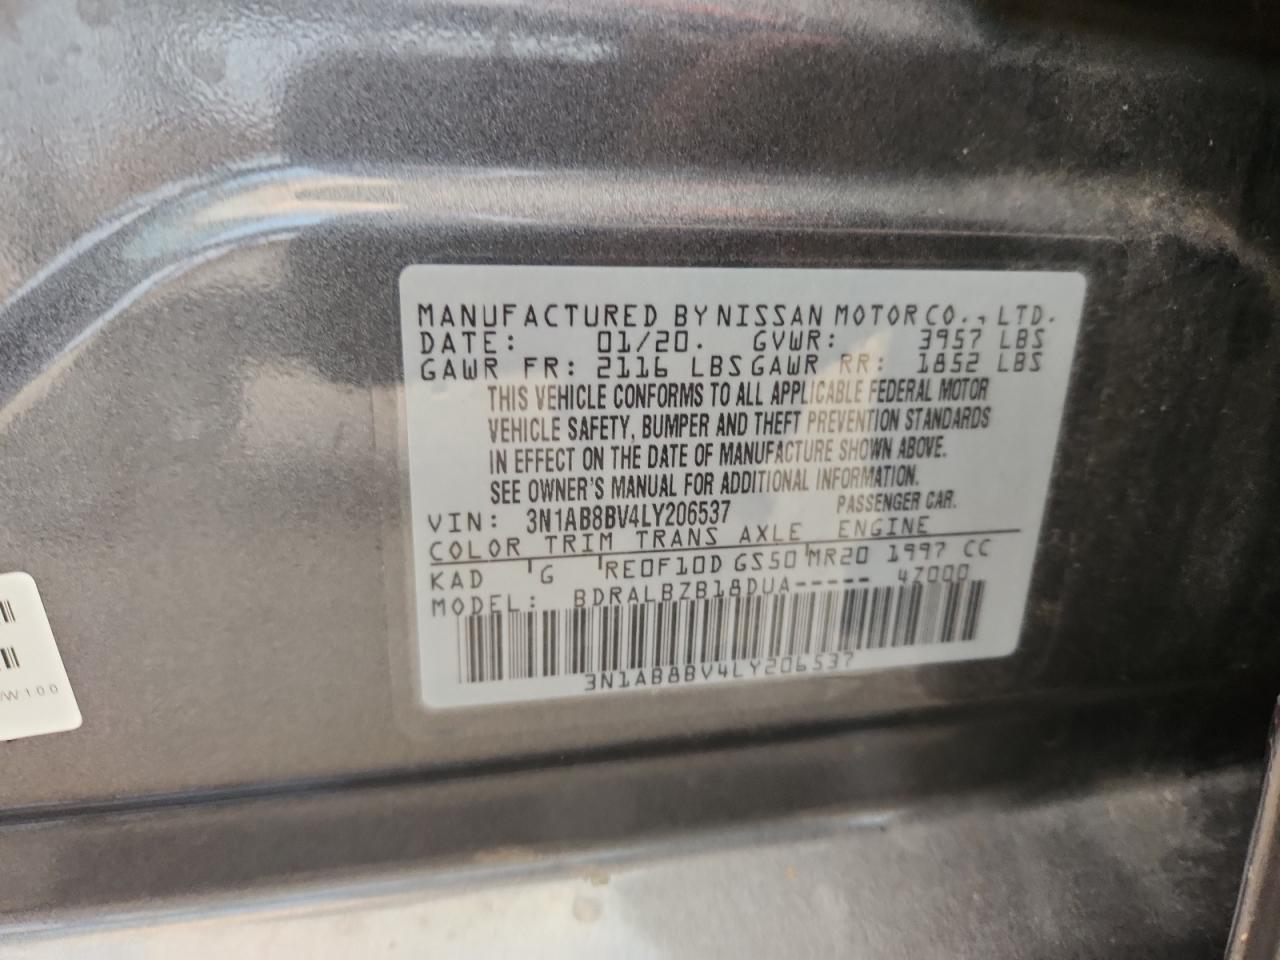 MANUFACTURED BY NISSAN MOTOR CO., LTD.
DATE: 01/20. GVWR: 3957 LBS
GAWR FR: 2116 LBS GAWR RR: 1852 LBS
THIS VEHICLE CONFORMS TO ALL APPLICABLE FEDERAL MOTOR
VEHICLE SAFETY, BUMPER AND THEFT PREVENTION STANDARDS
IN EFFECT ON THE DATE OF MANUFACTURE SHOWN ABOVE.
SEE OWNER'S MANUAL FOR ADDITIONAL INFORMATION.
VIN: 3N1AB8BV4LY206537 PASSENGER CAR.
COLOR TRIM TRANS AXLE ENGINE
KAD G RE0F10D GS50 MR20 1997 CC
MODEL: BDRALBZB18DUA----- 47000
3N1AB8BV4LY206537
W100